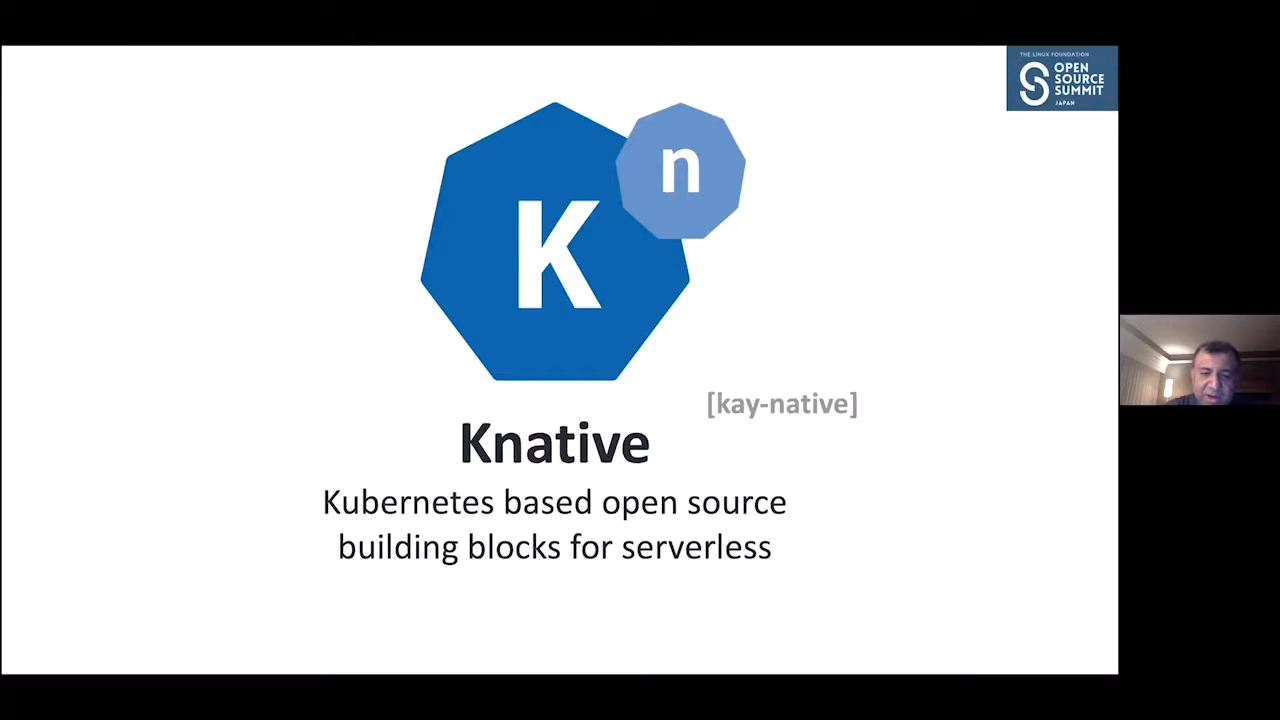 THE LINUX FOUNDATION
OPEN
SOURCE
SUMMIT
JAPAN
K
n
[kay-native]
Knative
Kubernetes based open source
building blocks for serverless